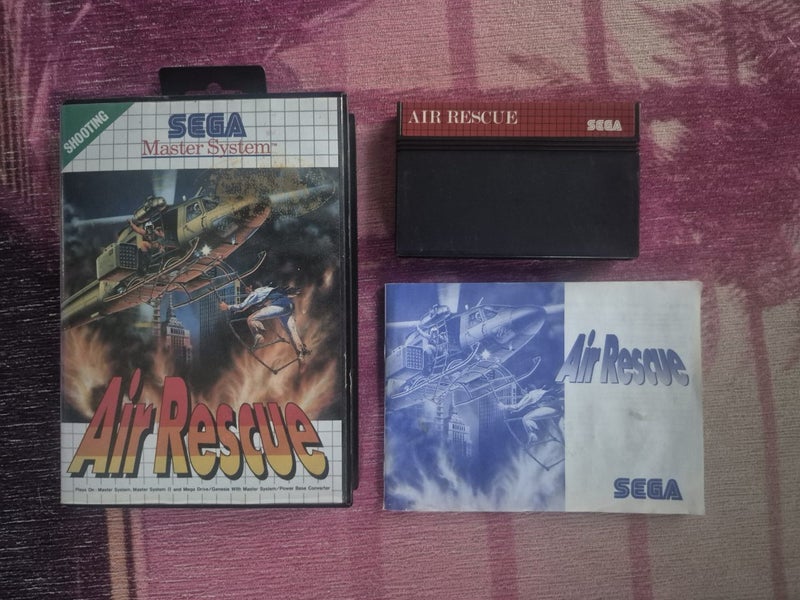 SHOOTING
SEGA
Master System™
Air Rescue
Plays On: Master System, Master System II and Mega Drive/Genesis With Master System/Power Base Converter
AIR RESCUE
SEGA
Air Rescue
SEGA